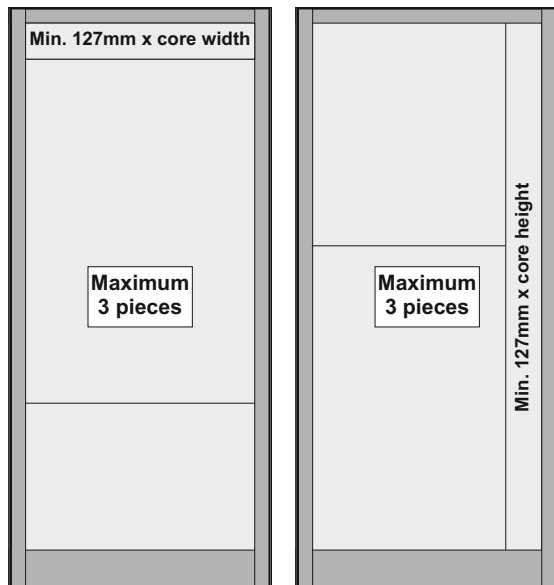 Min. 127mm x core width
Maximum
3 pieces
Maximum
3 pieces
Min. 127mm x core height